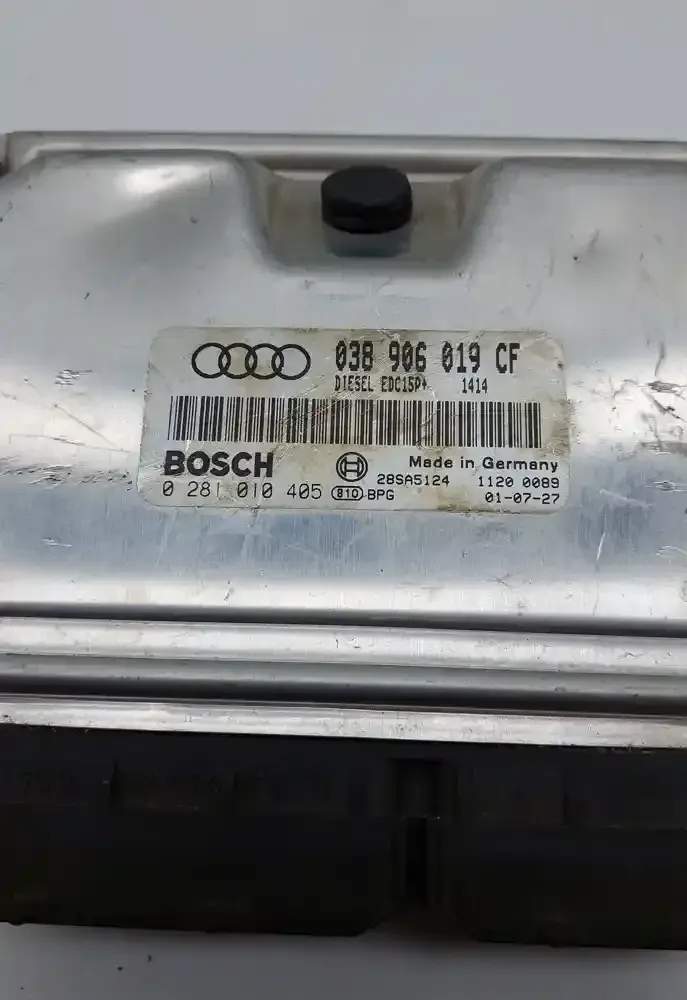 038 906 019 CF
DIESEL EDC15P+ 1414
BOSCH Made in Germany
28SA5124 1120 0089
0 281 010 405 810 BPG 01-07-27